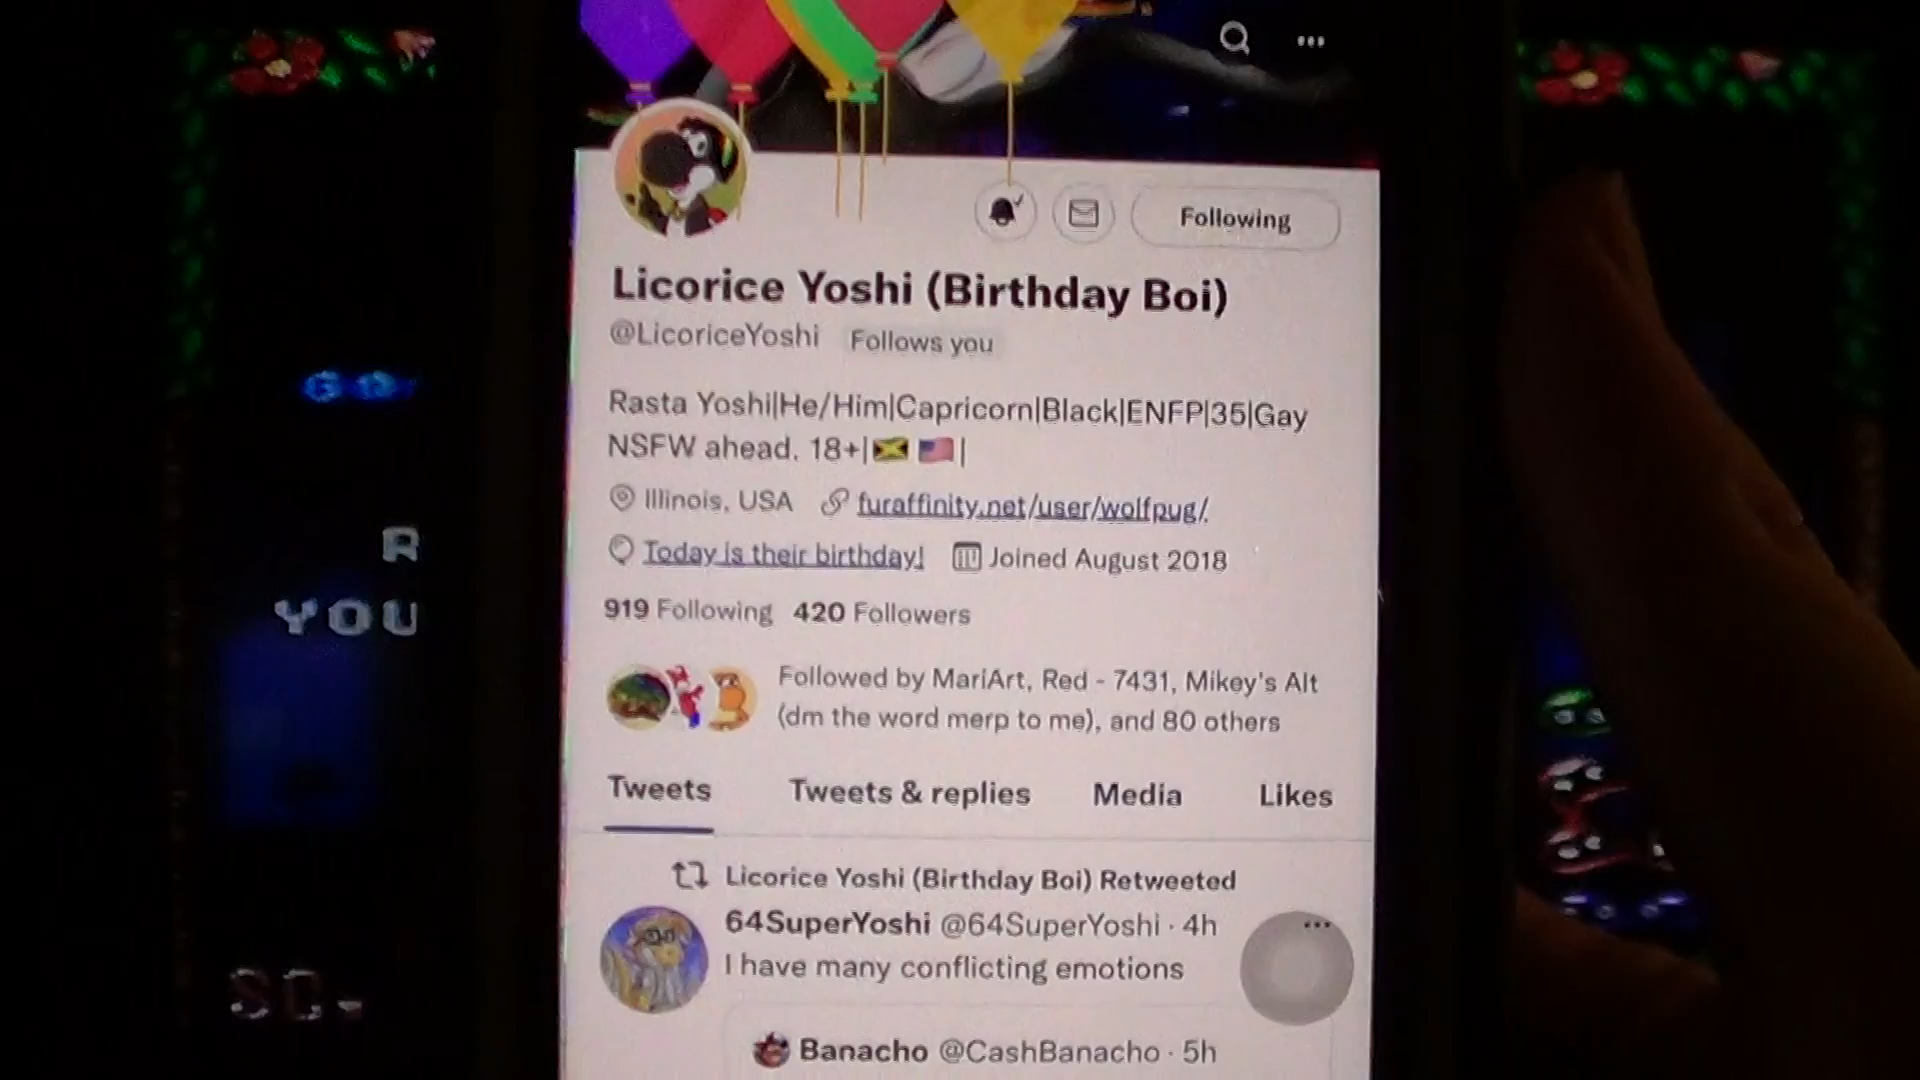 Following
Licorice Yoshi (Birthday Boi)
@LicoriceYoshi Follows you
Rasta Yoshi|He/Him|Capricorn|Black|ENFP|35|Gay
NSFW ahead. 18+| |
Illinois, USA furaffinity.net/user/wolfpug/.
Today is their birthday! Joined August 2018
919 Following 420 Followers
Followed by MariArt, Red - 7431, Mikey's Alt
(dm the word merp to me), and 80 others
Tweets Tweets & replies Media Likes
Licorice Yoshi (Birthday Boi) Retweeted
64SuperYoshi @64SuperYoshi · 4h
I have many conflicting emotions
Banacho @CashBanacho · 5h
R
YOU